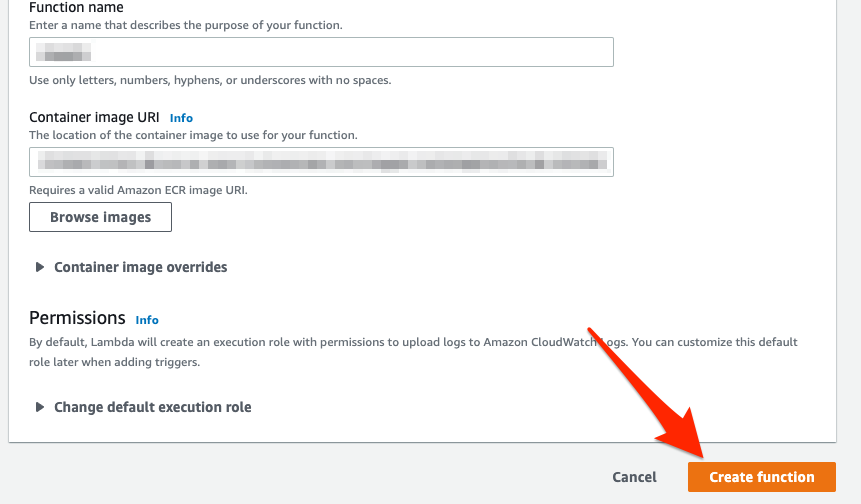 Function name
Enter a name that describes the purpose of your function.
Use only letters, numbers, hyphens, or underscores with no spaces.
Container image URI Info
The location of the container image to use for your function.
Requires a valid Amazon ECR image URI.
Browse images
Container image overrides
Permissions Info
By default, Lambda will create an execution role with permissions to upload logs to Amazon CloudWatch Logs. You can customize this default
role later when adding triggers.
Change default execution role
Cancel Create function